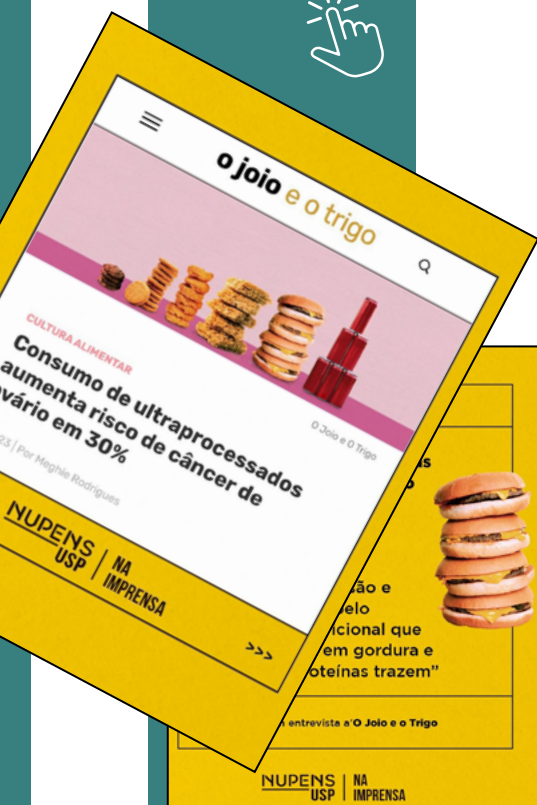 o joio e o trigo
CULTURA ALIMENTAR
Consumo de ultraprocessados
aumenta risco de câncer de
ovário em 30%
O Joio e O Trigo
23 | Por Meghie Rodrigues
NUPENS
USP
NA
IMPRENSA
>>>
ão e
pelo
icional que
em gordura e
oteínas trazem”
entrevista a'O Joio e o Trigo
NUPENS
USP
NA
IMPRENSA